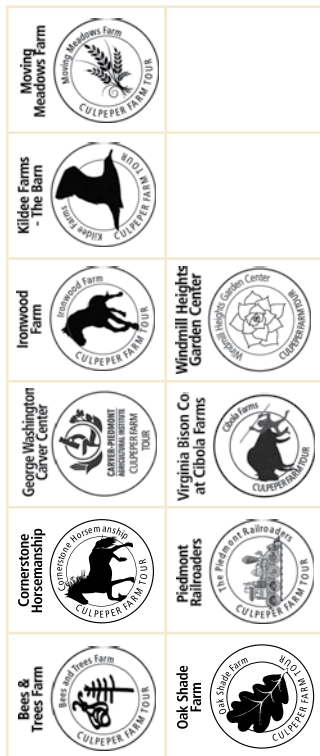 Bees &
Trees Farm
Bees and Trees Farm
CULPEPER FARM TOUR
Cornerstone
Horsemanship
Cornerstone Horsemanship
CULPEPER FARM TOUR
George Washington
Carver Center
CARVER-PIEDMONT
AGRICULTURAL INSTITUTE
CULPEPER FARM
TOUR
Ironwood
Farm
Ironwood Farm
CULPEPER FARM TOUR
Kildee Farms
- The Barn
Kildee Farms
CULPEPER FARM TOUR
Moving
Meadows Farm
Moving Meadows Farm
CULPEPER FARM TOUR
Oak Shade
Farm
Oak Shade Farm
CULPEPER FARM TOUR
Piedmont
Railroaders
The Piedmont Railroaders
CULPEPER FARM TOUR
Virginia Bison Co
at Cibola Farms
Cibola Farms
CULPEPER FARM TOUR
Windmill Heights
Garden Center
Windmill Heights Garden Center
CULPEPER FARM TOUR